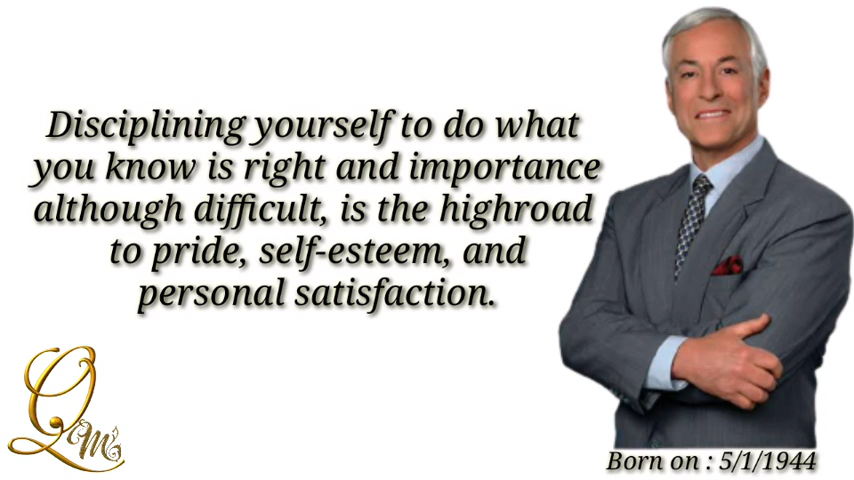 Disciplining yourself to do what
you know is right and importance
although difficult, is the highroad
to pride, self-esteem, and
personal satisfaction.
QM's
Born on : 5/1/1944